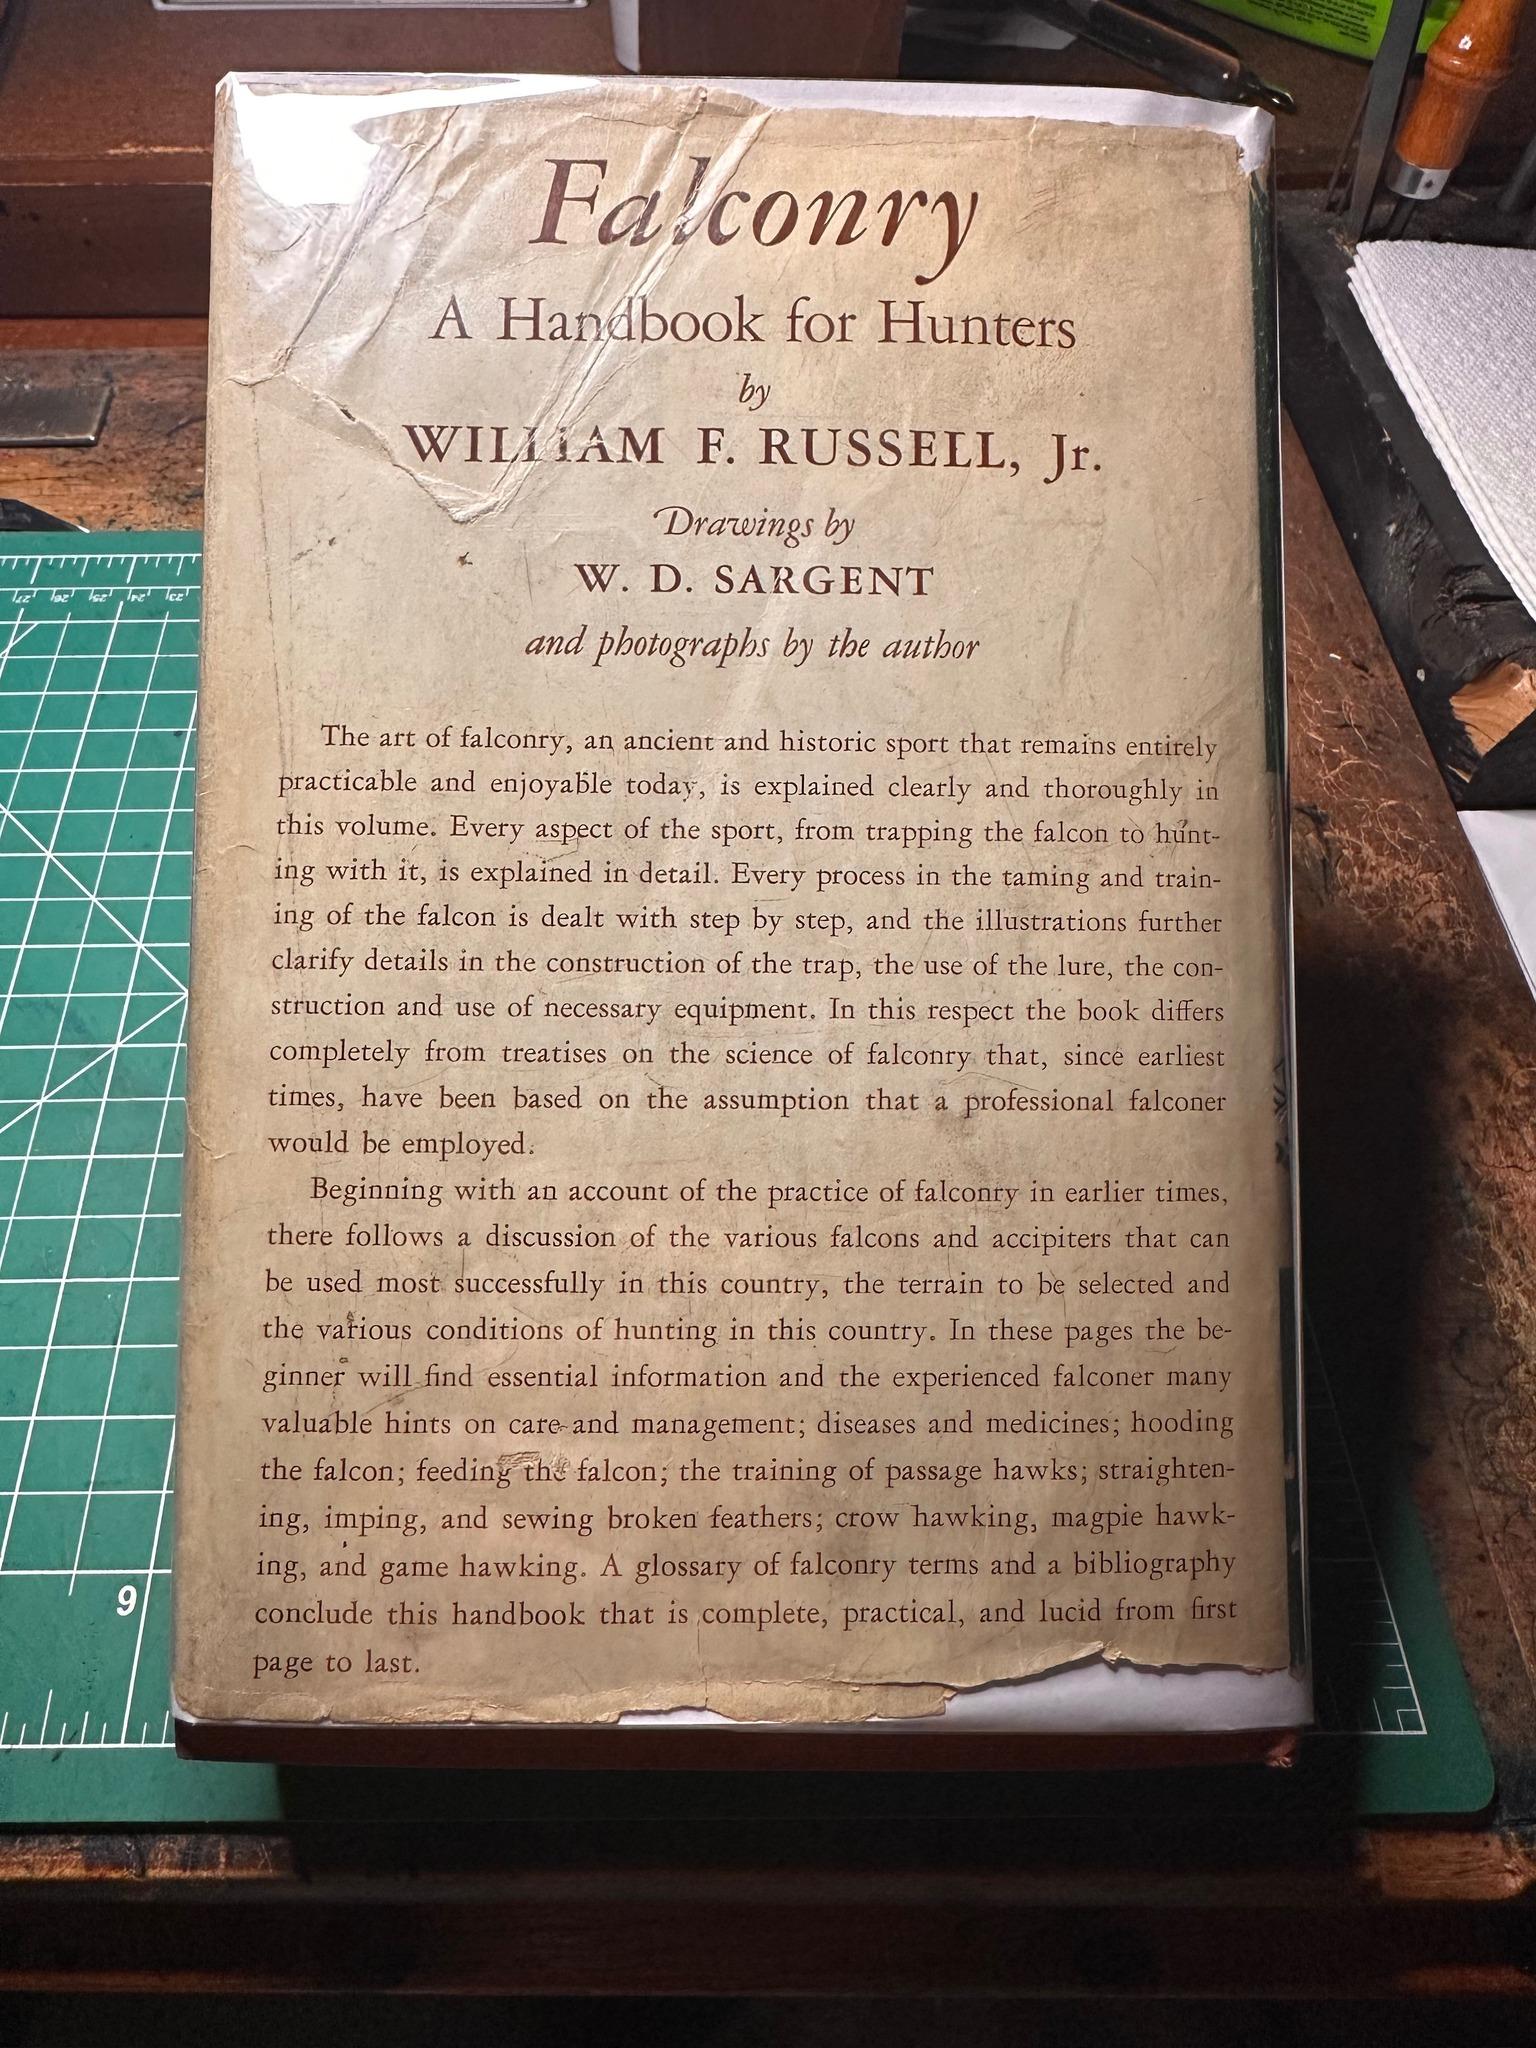 Falconry
A Handbook for Hunters
by
WILLIAM F. RUSSELL, Jr.
Drawings by
W. D. SARGENT
and photographs by the author
The art of falconry, an ancient and historic sport that remains entirely
practicable and enjoyable today, is explained clearly and thoroughly in
this volume. Every aspect of the sport, from trapping the falcon to hunt-
ing with it, is explained in detail. Every process in the taming and train-
ing of the falcon is dealt with step by step, and the illustrations further
clarify details in the construction of the trap, the use of the lure, the con-
struction and use of necessary equipment. In this respect the book differs
completely from treatises on the science of falconry that, since earliest
times, have been based on the assumption that a professional falconer
would be employed.
Beginning with an account of the practice of falconry in earlier times,
there follows a discussion of the various falcons and accipiters that can
be used most successfully in this country, the terrain to be selected and
the various conditions of hunting in this country. In these pages the be-
ginner will find essential information and the experienced falconer many
valuable hints on care and management; diseases and medicines; hooding
the falcon; feeding the falcon; the training of passage hawks; straighten-
ing, imping, and sewing broken feathers; crow hawking, magpie hawk-
ing, and game hawking. A glossary of falconry terms and a bibliography
conclude this handbook that is complete, practical, and lucid from first
page to last.
27 26 25 24 23
9